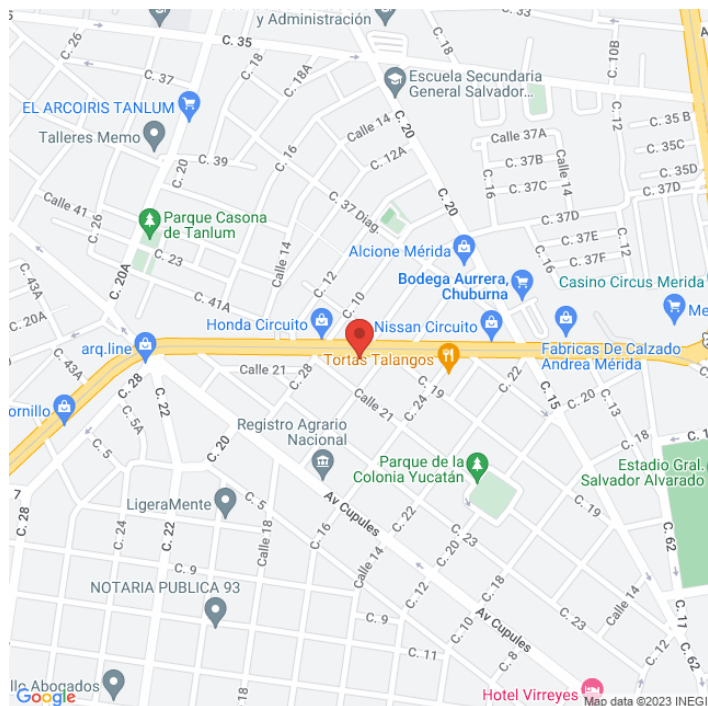 y Administración
C. 33
C. 26
C. 35
C. 18
C. 18A
C. 18
C. 10B
C. 12
C. 37
Escuela Secundaria
General Salvador...
EL ARCOIRIS TANLUM
Talleres Memo
C. 16
Calle 14
C. 20
Calle 37A
C. 35 B
C. 35C
C. 35D
C. 39
C. 12A
C. 37B
C. 37C
C. 16
Calle 14
C. 37D
C. 20
Calle 41
C. 26
Parque Casona
de Tanlum
C. 37 Diag.
C. 20
C. 37D
C. 37E
C. 37F
C. 16
C. 12
C. 23
Calle 14
C. 12
Alcione Mérida
Bodega Aurrera,
Chuburna
Casino Circus Merida
C. 43A
C. 20A
C. 41A
C. 10
C. 20A
Honda Circuito
Nissan Circuito
Me
arq.line
Tortas Talangos
Fabricas De Calzado
Andrea Mérida
C. 43A
C. 28
Calle 21
C. 28
C. 19
C. 22
C. 15
C. 20
C. 13
ornillo
C. 22
Calle 21
C. 24
C. 5A
C. 20
Registro Agrario
Nacional
C. 18
C. 1
C. 5
Parque de la
Colonia Yucatán
Estadio Gral.
Salvador Alvarado
7
C. 28
LigeraMente
C. 5
Av Cupules
C. 19
C. 24
C. 22
Calle 18
C. 16
C. 22
C. 23
C. 62
Calle 14
C. 20
C. 9
C. 18
Calle 14
NOTARIA PUBLICA 93
Av Cupules
C. 9
C. 10
C. 23
C. 11
C. 11
C. 8
C. 12
C. 62
llo Abogados
Hotel Virreyes
Google
Map data ©2023 INEGI